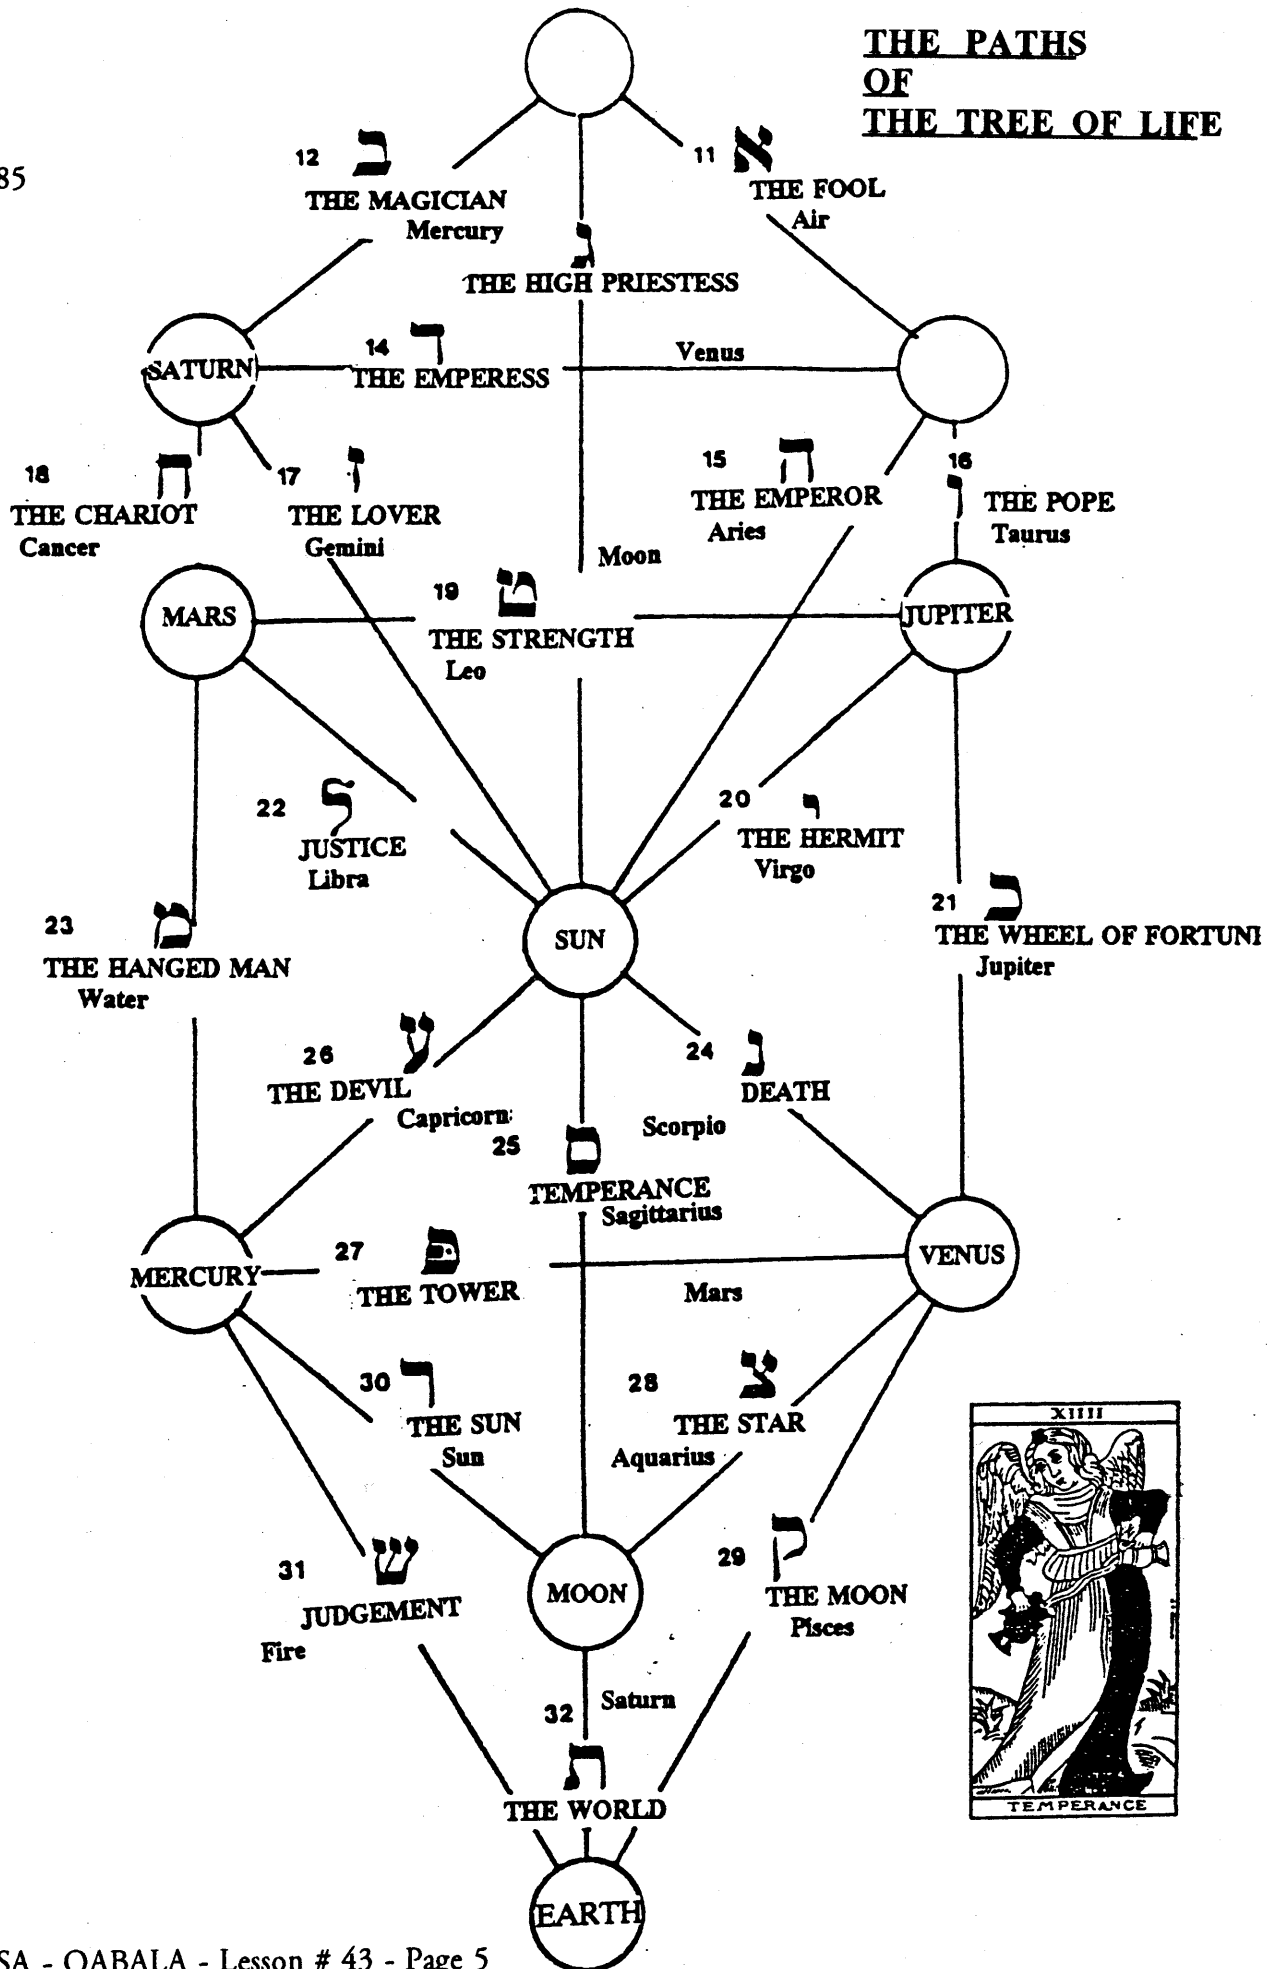 THE PATHS
OF
THE TREE OF LIFE
85
12 בּ
11 א
THE MAGICIAN
Mercury
THE FOOL
Air
ג
THE HIGH PRIESTESS
14 ד
Venus
SATURN
THE EMPERESS
18 ח
17 ז
15 ה
16
ו
THE CHARIOT
Cancer
THE LOVER
Gemini
THE EMPEROR
Aries
THE POPE
Taurus
Moon
19 ט
MARS
JUPITER
THE STRENGTH
Leo
22 ל
20 י
JUSTICE
Libra
THE HERMIT
Virgo
23 מ
21 כ
SUN
THE HANGED MAN
Water
THE WHEEL OF FORTUN
Jupiter
26 ע
24 נ
THE DEVIL
Capricorn
DEATH
Scorpio
25 ס
TEMPERANCE
Sagittarius
27 פּ
MERCURY
VENUS
THE TOWER
Mars
30 ר
28 צ
THE SUN
Sun
THE STAR
Aquarius
XIIII
31 ש
29 ק
MOON
JUDGEMENT
Fire
THE MOON
Pisces
Saturn
32
ת
THE WORLD
TEMPERANCE
EARTH
SA - QABALA - Lesson # 43 - Page 5